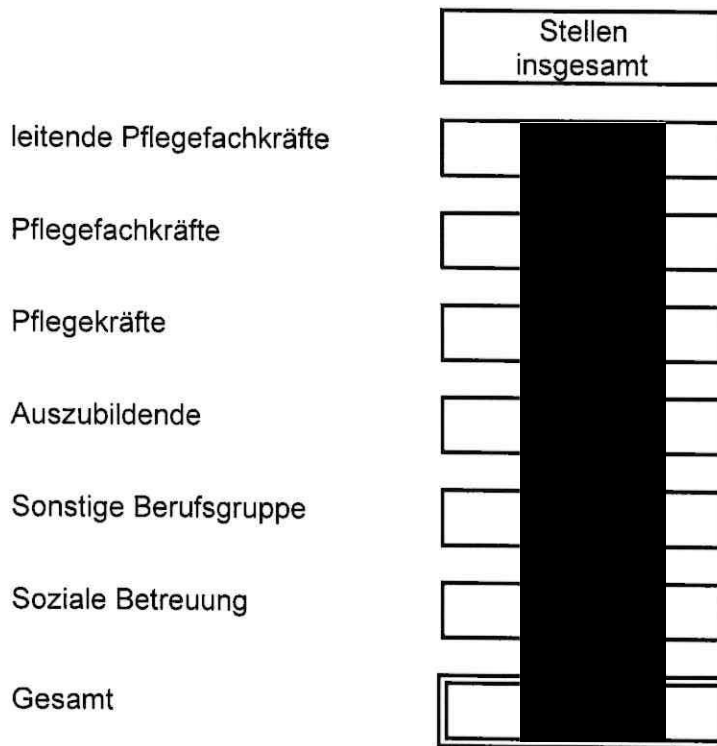 Stellen
insgesamt
leitende Pflegefachkräfte
Pflegefachkräfte
Pflegekräfte
Auszubildende
Sonstige Berufsgruppe
Soziale Betreuung
Gesamt